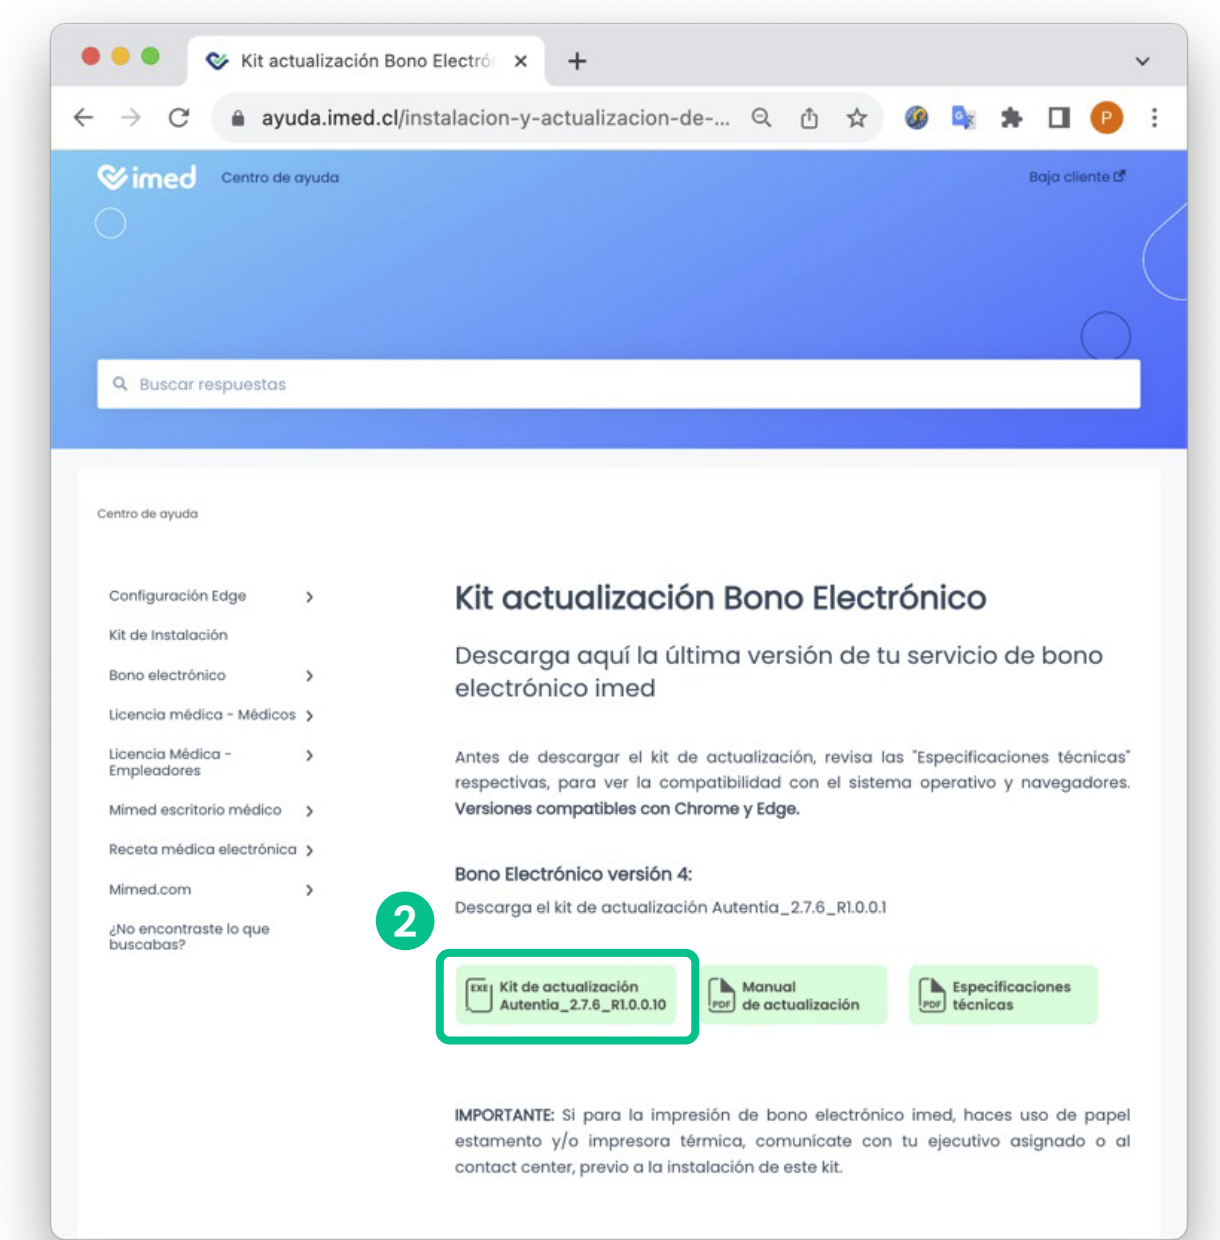 Kit actualización Bono Electró
ayuda.imed.cl/instalacion-y-actualizacion-de-...
P
imed
Centro de ayuda
Baja cliente
Buscar respuestas
Centro de ayuda
Configuración Edge
Kit de Instalación
Bono electrónico
Licencia médica - Médicos
Licencia Médica -
Empleadores
Mimed escritorio médico
Receta médica electrónica
Mimed.com
¿No encontraste lo que
buscabas?
Kit actualización Bono Electrónico
Descarga aquí la última versión de tu servicio de bono
electrónico imed
Antes de descargar el kit de actualización, revisa las "Especificaciones técnicas"
respectivas, para ver la compatibilidad con el sistema operativo y navegadores.
Versiones compatibles con Chrome y Edge.
Bono Electrónico versión 4:
Descarga el kit de actualización Autentia_2.7.6_R1.0.0.1
2
EXE
Kit de actualización
Autentia_2.7.6_R1.0.0.10
PDF
Manual
de actualización
PDF
Especificaciones
técnicas
IMPORTANTE: Si para la impresión de bono electrónico imed, haces uso de papel
estamento y/o impresora térmica, comunícate con tu ejecutivo asignado o al
contact center, previo a la instalación de este kit.